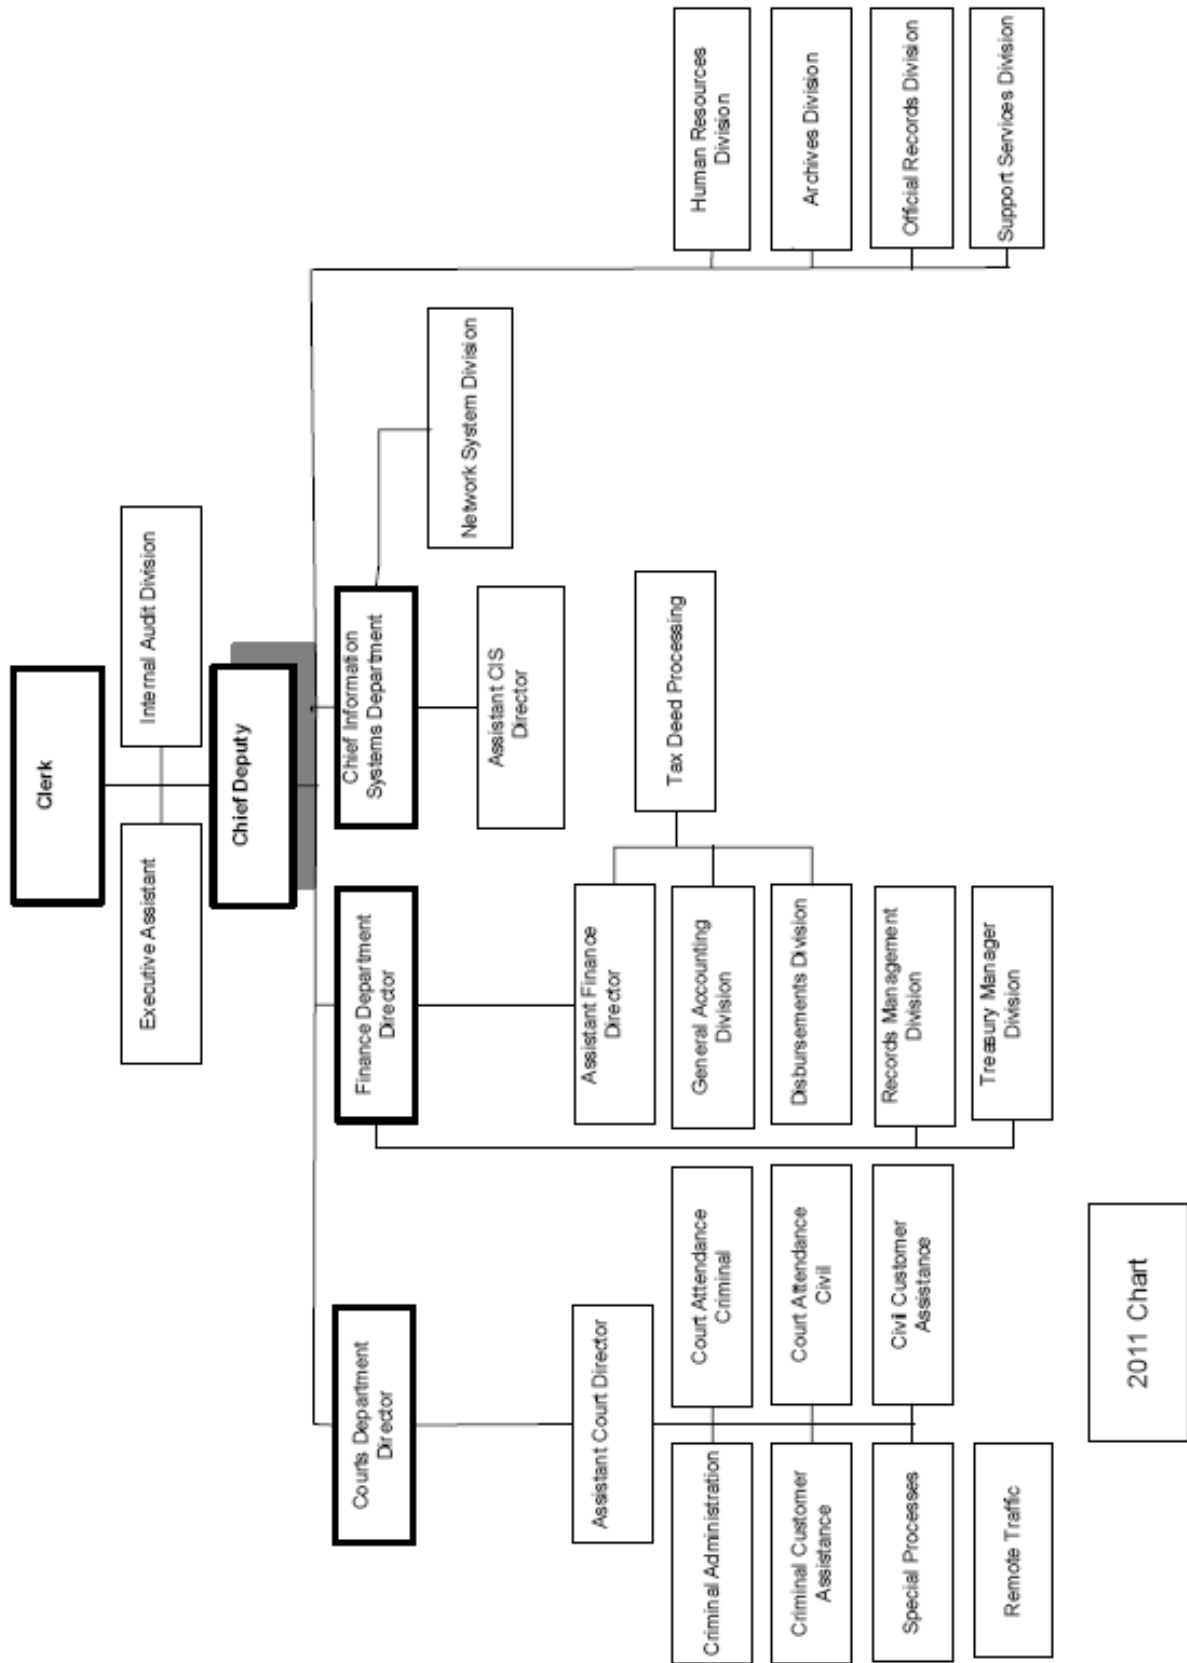 Clerk
Executive Assistant
Internal Audit Division
Chief Deputy
Courts Department
Director
Finance Department
Director
Chief Information
Systems Department
Network System Division
Assistant CIS
Director
Assistant Court Director
Assistant Finance
Director
Tax Deed Processing
Criminal Administration
Court Attendance
Criminal
General Accounting
Division
Human Resources
Division
Criminal Customer
Assistance
Court Attendance
Civil
Disbursements Division
Archives Division
Special Processes
Civil Customer
Assistance
Records Management
Division
Official Records Division
Remote Traffic
Treasury Manager
Division
Support Services Division
2011 Chart